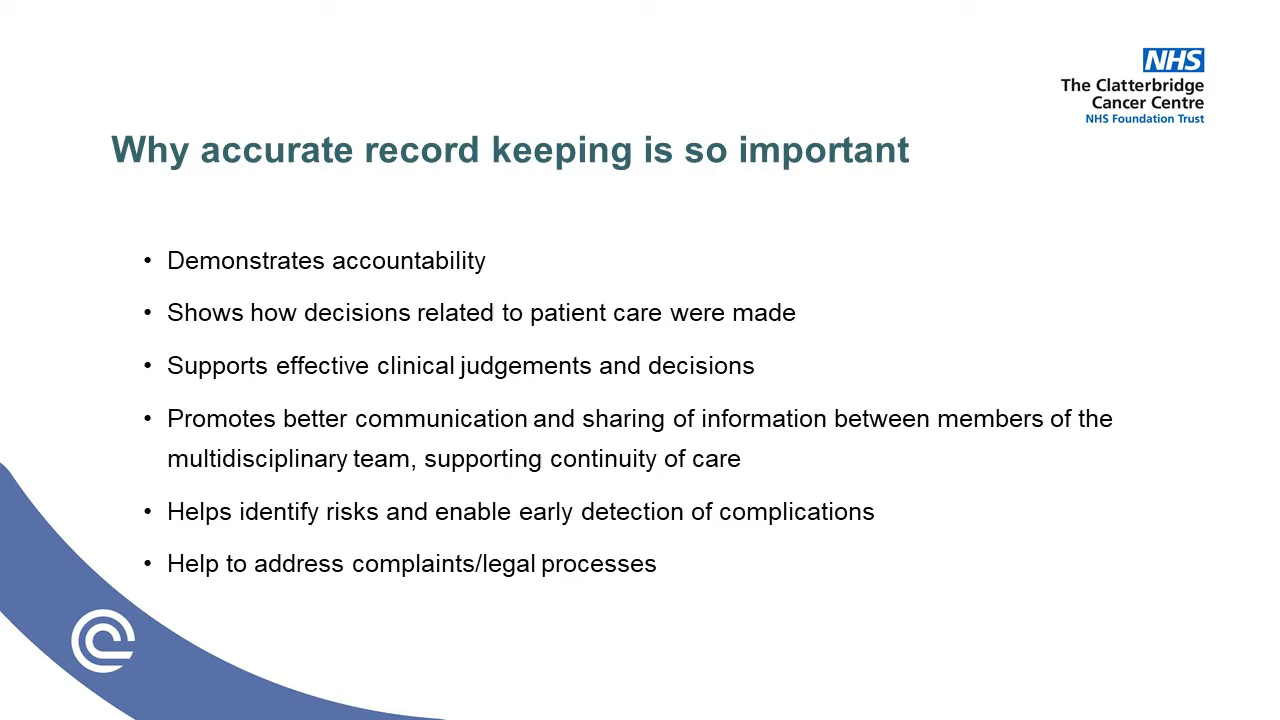 NHS
The Clatterbridge
Cancer Centre
NHS Foundation Trust
Why accurate record keeping is so important
• Demonstrates accountability
• Shows how decisions related to patient care were made
• Supports effective clinical judgements and decisions
• Promotes better communication and sharing of information between members of the
multidisciplinary team, supporting continuity of care
• Helps identify risks and enable early detection of complications
• Help to address complaints/legal processes